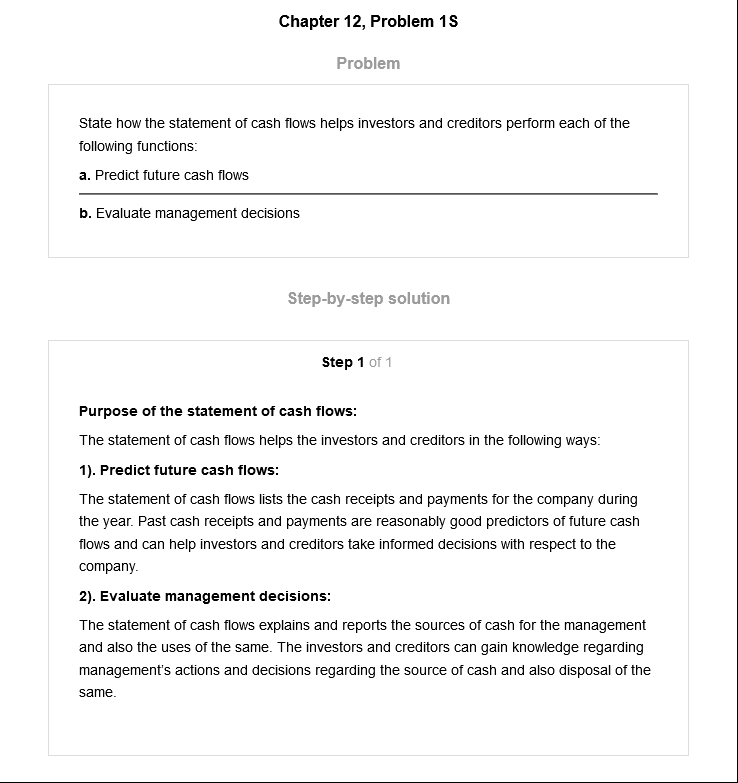 Chapter 12, Problem 1S
Problem
State how the statement of cash flows helps investors and creditors perform each of the
following functions:
a. Predict future cash flows
b. Evaluate management decisions
Step-by-step solution
Step 1 of 1
Purpose of the statement of cash flows:
The statement of cash flows helps the investors and creditors in the following ways:
1). Predict future cash flows:
The statement of cash flows lists the cash receipts and payments for the company during
the year. Past cash receipts and payments are reasonably good predictors of future cash
flows and can help investors and creditors take informed decisions with respect to the
company.
2). Evaluate management decisions:
The statement of cash flows explains and reports the sources of cash for the management
and also the uses of the same. The investors and creditors can gain knowledge regarding
management's actions and decisions regarding the source of cash and also disposal of the
same.